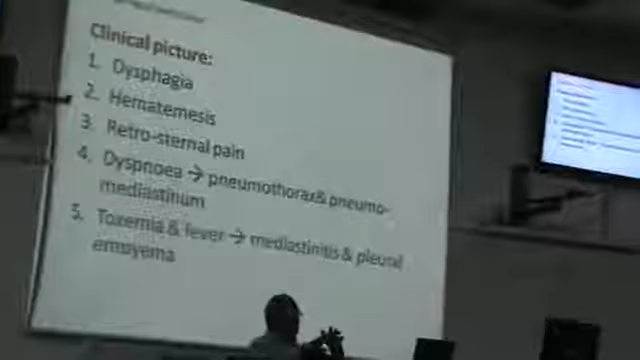 Clinical picture:
1. Dysphagia
2. Hematemesis
3. Retro-sternal pain
4. Dyspnoea → pneumothorax& pneumo-
mediastinum
5. Toxemia & fever → mediastinitis & pleural
empyema